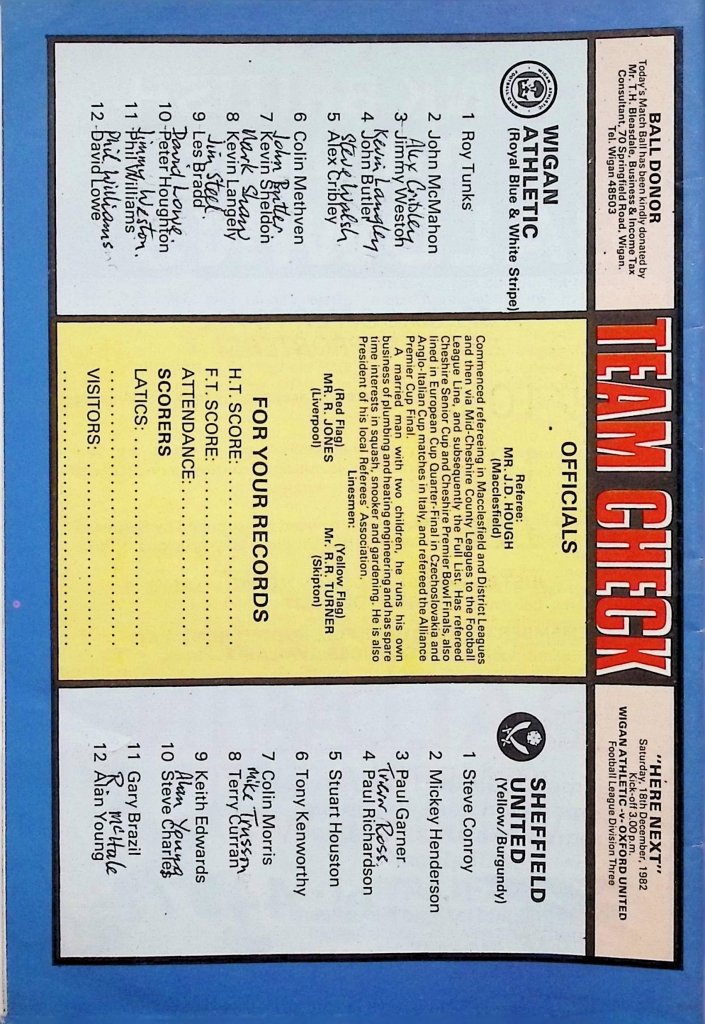 BALL DONOR
Today's Match Ball has been kindly donated by
Mr. T.H. Bleasdale, Business & Income Tax
Consultant, 70 Springfield Road, Wigan.
Tel. Wigan 48503
TEAM CHECK
"HERE NEXT"
Saturday, 18th December, 1982
Kick-off 3.00 p.m.
WIGAN ATHLETIC -v- OXFORD UNITED
Football League Division Three
WIGAN
ATHLETIC
(Royal Blue & White Stripe)
1 Roy Tunks
2 John McMahon
Alex Cribley
3 Jimmy Weston
Kevin Langley
4 John Butler
Steve Walsh
5 Alex Cribley
6 Colin Methven
John Butler
7 Kevin Sheldon
Mark Shaw
8 Kevin Langely
Jim Steel
9 Les Bradd
David Lowe.
10 Peter Houghton
Jimmy Weston.
11 Phil Williams
Phil Williams
12 David Lowe
OFFICIALS
Referee:
MR. J.D. HOUGH
(Macclesfield)
Commenced refereeing in Macclesfield and District Leagues
and then via Mid-Cheshire County Leagues to the Football
League Line, and subsequently the Full List. Has refereed
Cheshire Senior Cup and Cheshire Premier Bowl Finals, also
lined in European Cup Quarter-Final in Czechoslovakia and
Anglo-Italian Cup matches in Italy, and refereed the Alliance
Premier Cup Final.
A married man with two children, he runs his own
business of plumbing and heating engineering and has spare
time interests in squash, snooker and gardening. He is also
President of his local Referees' Association.
Linesmen:
(Red Flag) (Yellow Flag)
MR. R. JONES Mr. R.R. TURNER
(Liverpool) (Skipton)
FOR YOUR RECORDS
H.T. SCORE:
F.T. SCORE:
ATTENDANCE:
SCORERS
LATICS:
VISITORS:
SHEFFIELD
UNITED
(Yellow/Burgundy)
1 Steve Conroy
2 Mickey Henderson
3 Paul Garner
Trevor Ross
4 Paul Richardson
5 Stuart Houston
6 Tony Kenworthy
7 Colin Morris
Mike Trusson
8 Terry Curran
9 Keith Edwards
Alan Young
10 Steve Charles
11 Gary Brazil
R McHale
12 Alan Young